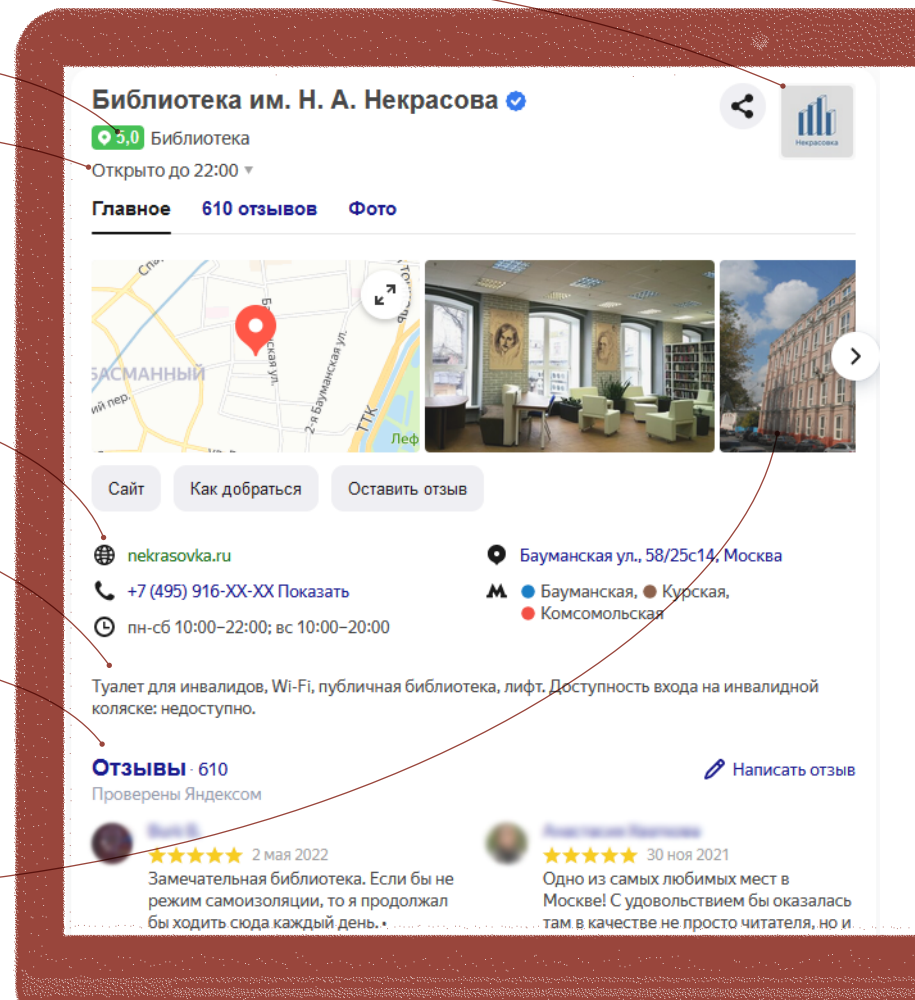 Библиотека им. Н. А. Некрасова
Некрасовка
5,0 Библиотека
Открыто до 22:00
Главное 610 отзывов Фото
БАСМАННЫЙ
ий пер.
2-я Бауманская ул.
ТТК
Леф
Сайт Как добраться Оставить отзыв
nekrasovka.ru
Бауманская ул., 58/25с14, Москва
+7 (495) 916-XX-XX Показать
Бауманская, Курская,
Комсомольская
пн-сб 10:00–22:00; вс 10:00–20:00
Туалет для инвалидов, Wi-Fi, публичная библиотека, лифт. Доступность входа на инвалидной
коляске: недоступно.
Отзывы · 610
Написать отзыв
Проверены Яндексом
2 мая 2022
Замечательная библиотека. Если бы не
режим самоизоляции, то я продолжал
бы ходить сюда каждый день. •
30 ноя 2021
Одно из самых любимых мест в
Москве! С удовольствием бы оказалась
там в качестве не просто читателя, но и